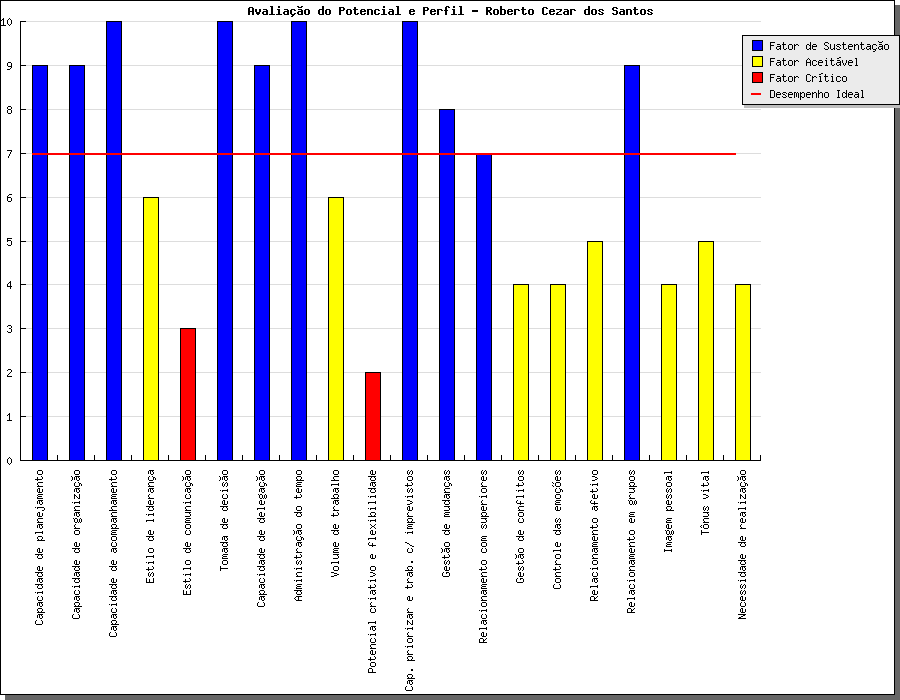 Avaliação do Potencial e Perfil - Roberto Cezar dos Santos
Fator de Sustentação
Fator Aceitável
Fator Crítico
Desempenho Ideal
10
9
8
7
6
5
4
3
2
1
0
Capacidade de planejamento
Capacidade de organização
Capacidade de acompanhamento
Estilo de liderança
Estilo de comunicação
Tomada de decisão
Capacidade de delegação
Administração do tempo
Volume de trabalho
Potencial criativo e flexibilidade
Cap. priorizar e trab. c/ imprevistos
Gestão de mudanças
Relacionamento com superiores
Gestão de conflitos
Controle das emoções
Relacionamento afetivo
Relacionamento em grupos
Imagem pessoal
Tônus vital
Necessidade de realização